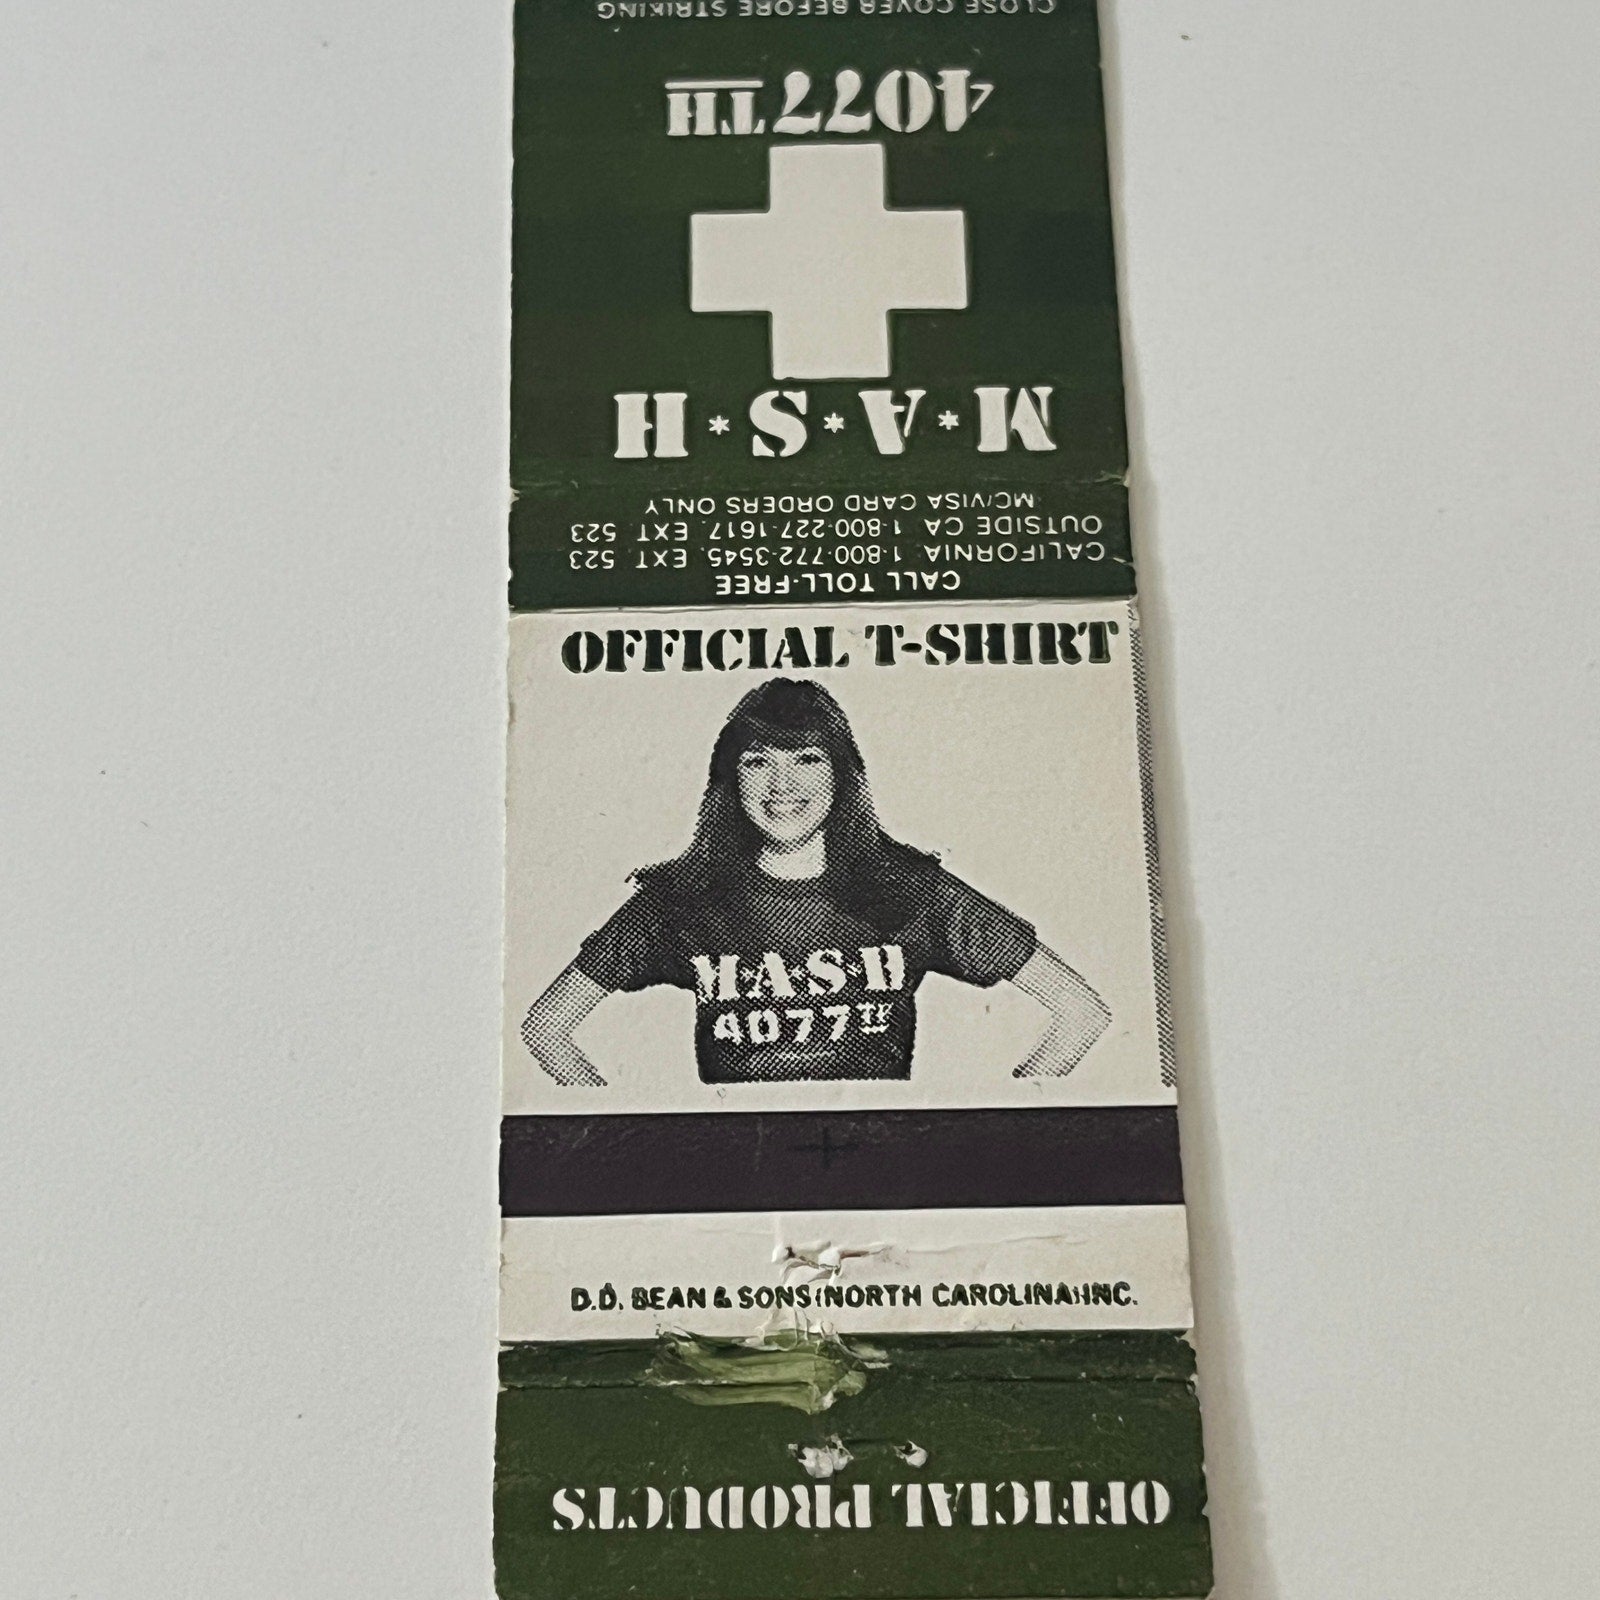 CLOSE COVER BEFORE STRIKING
4077TH
M*A*S*H
MC/VISA CARD ORDERS ONLY
OUTSIDE CA 1-800-227-1617, EXT. 523
CALIFORNIA 1-800-772-3545, EXT 523
CALL TOLL-FREE
OFFICIAL T-SHIRT
M*A*S*H
4077TH
D.D. BEAN & SONS (NORTH CAROLINA) INC.
OFFICIAL PRODUCTS